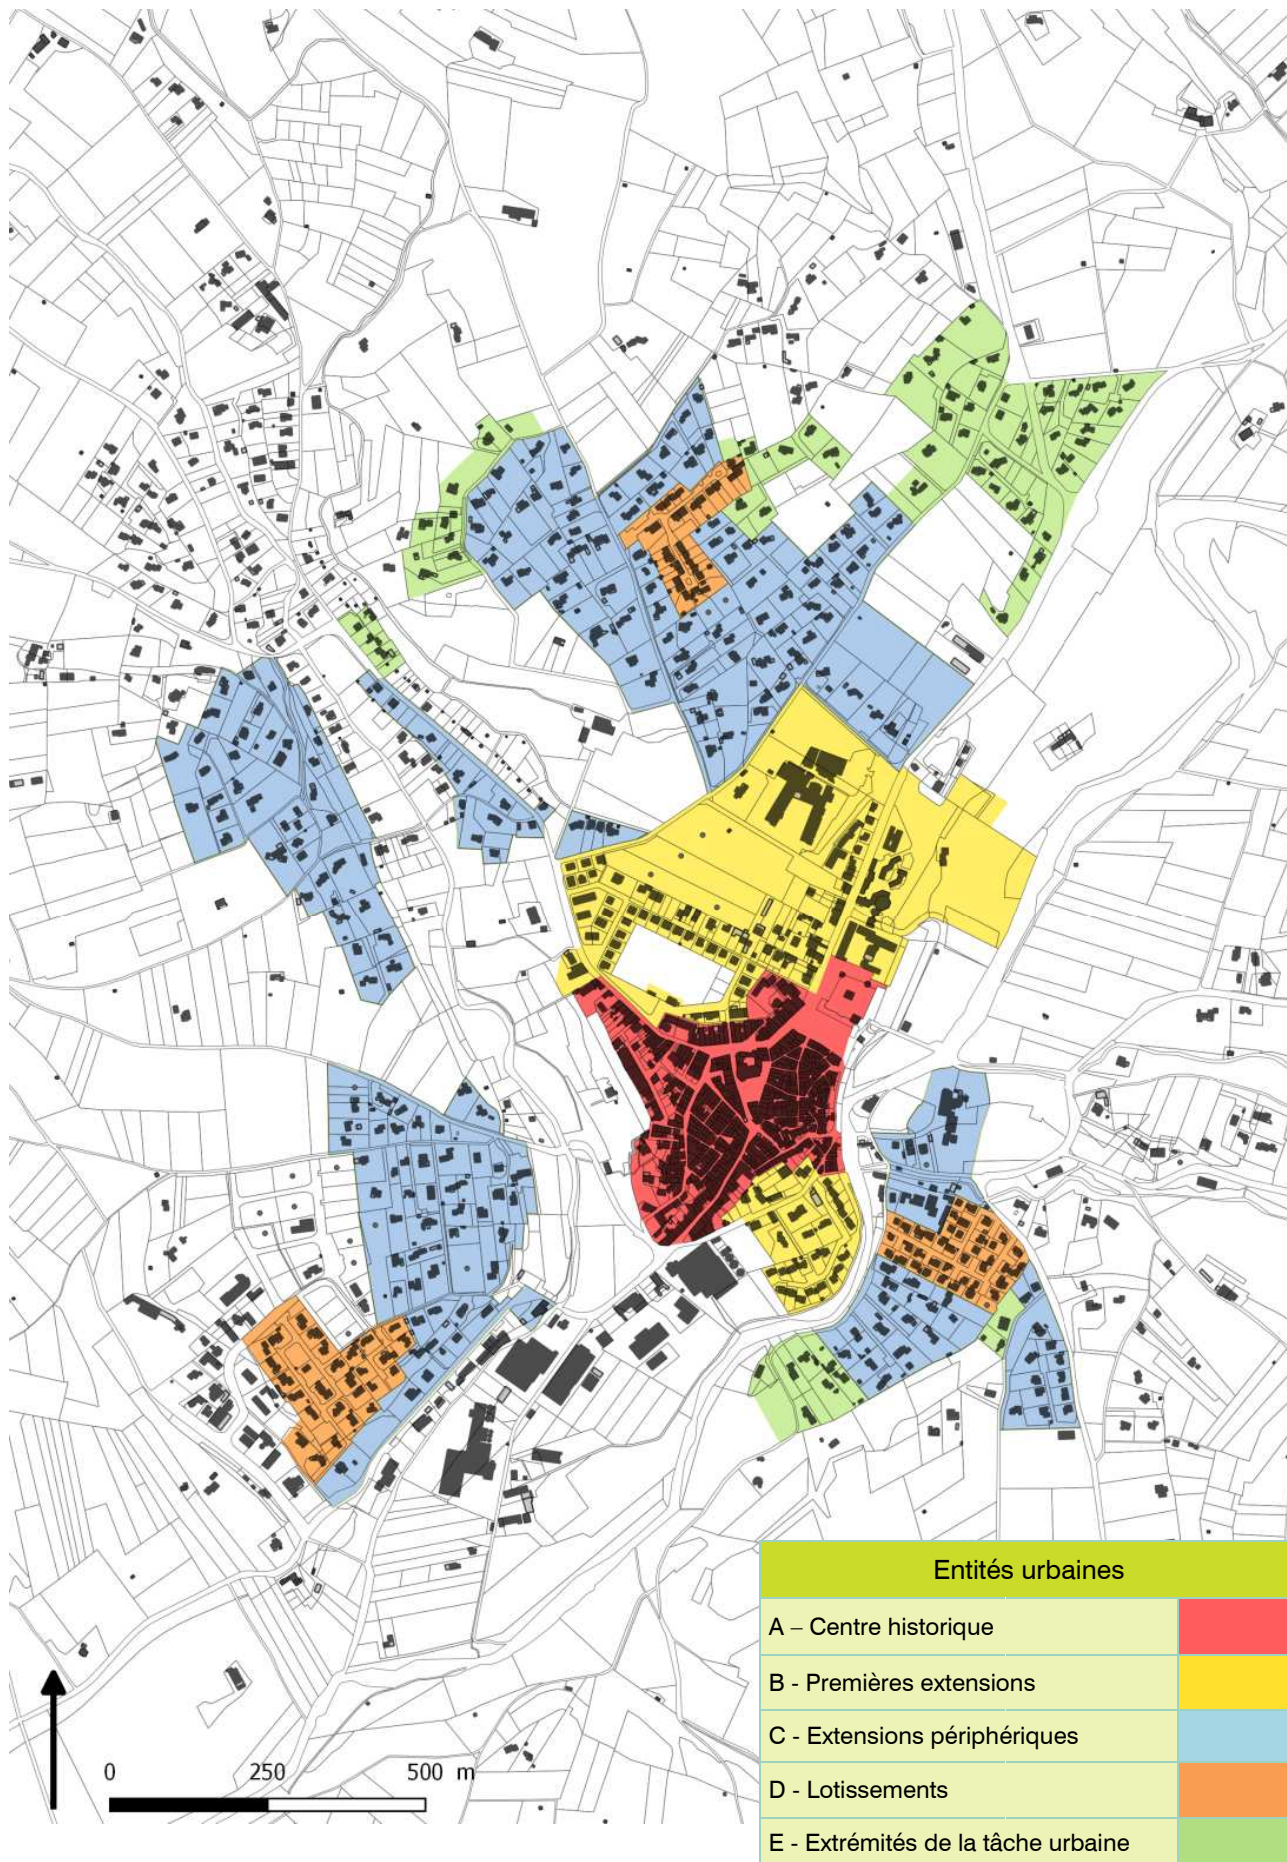 Entités urbaines
A – Centre historique
B - Premières extensions
C - Extensions périphériques
D - Lotissements
E - Extrémités de la tâche urbaine
0 250 500 m